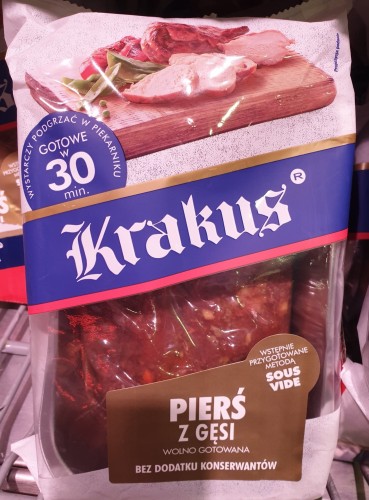 WYSTARCZY PODGRZAĆ W PIEKARNIKU
GOTOWE
W
30
min.
Krakus®
WSTĘPNIE
PRZYGOTOWANE
METODĄ
SOUS
VIDE
PIERŚ
Z GĘSI
WOLNO GOTOWANA
BEZ DODATKU KONSERWANTÓW